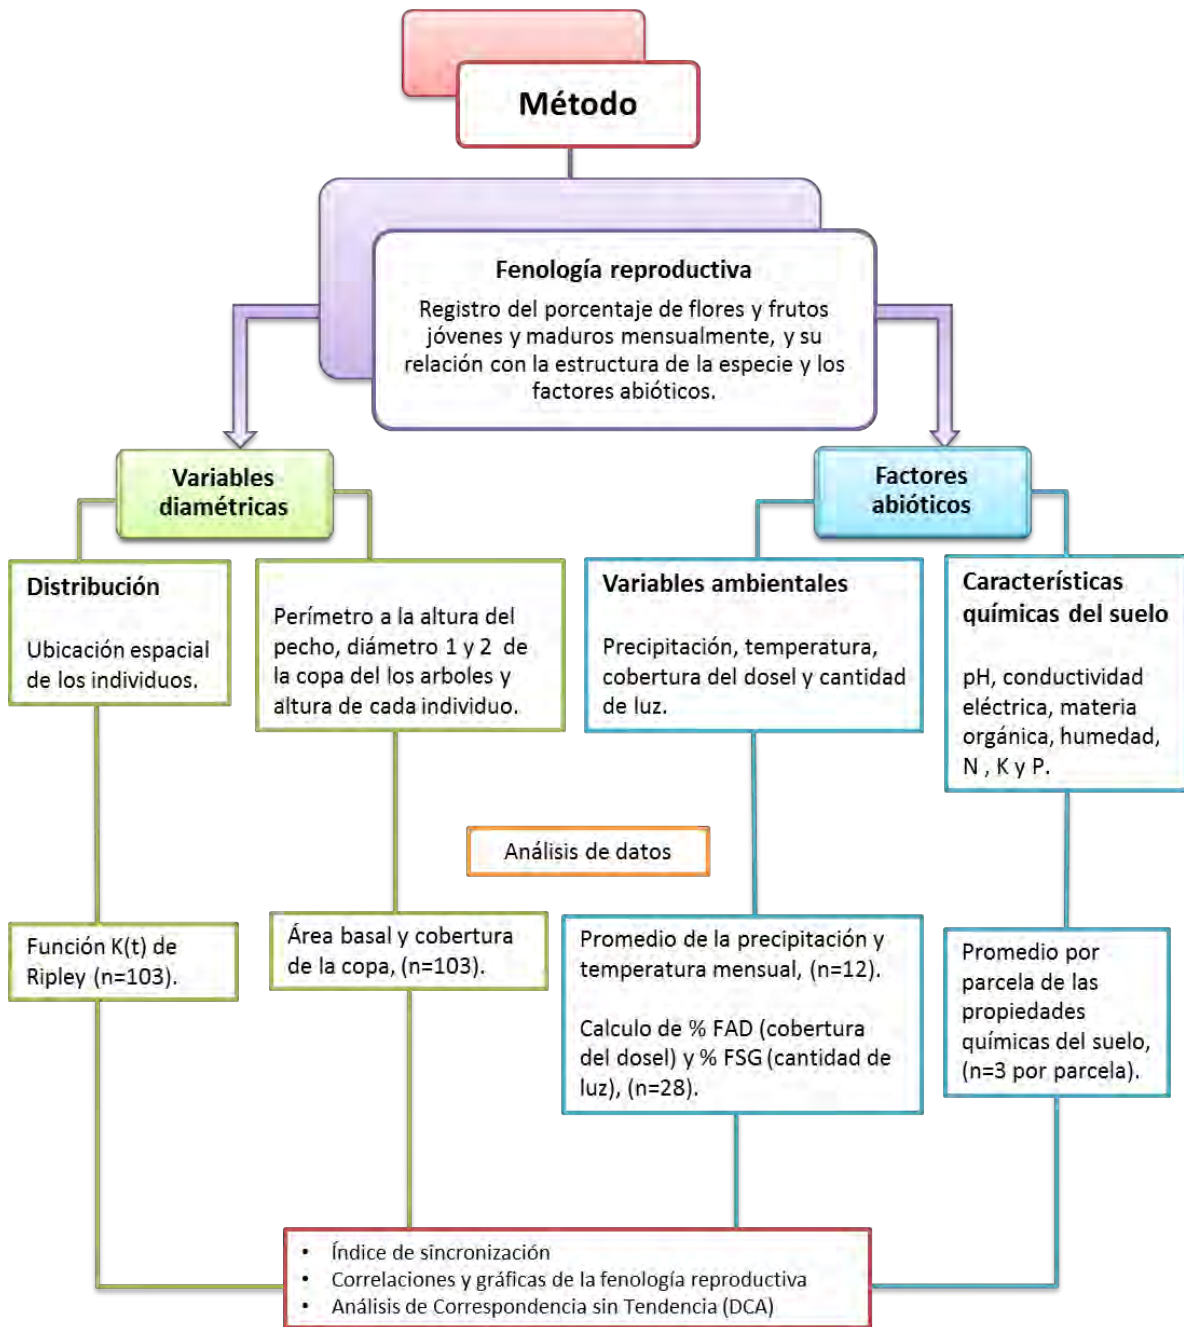 Método
Fenología reproductiva
Registro del porcentaje de flores y frutos
jóvenes y maduros mensualmente, y su
relación con la estructura de la especie y los
factores abióticos.
Variables
diamétricas
Factores
abióticos
Distribución
Ubicación espacial
de los individuos.
Perímetro a la altura del
pecho, diámetro 1 y 2 de
la copa del los arboles y
altura de cada individuo.
Variables ambientales
Precipitación, temperatura,
cobertura del dosel y cantidad
de luz.
Características
químicas del suelo
pH, conductividad
eléctrica, materia
orgánica, humedad,
N , K y P.
Análisis de datos
Función K(t) de
Ripley (n=103).
Área basal y cobertura
de la copa, (n=103).
Promedio de la precipitación y
temperatura mensual, (n=12).
Calculo de % FAD (cobertura
del dosel) y % FSG (cantidad de
luz), (n=28).
Promedio por
parcela de las
propiedades
químicas del suelo,
(n=3 por parcela).
• Índice de sincronización
• Correlaciones y gráficas de la fenología reproductiva
• Análisis de Correspondencia sin Tendencia (DCA)